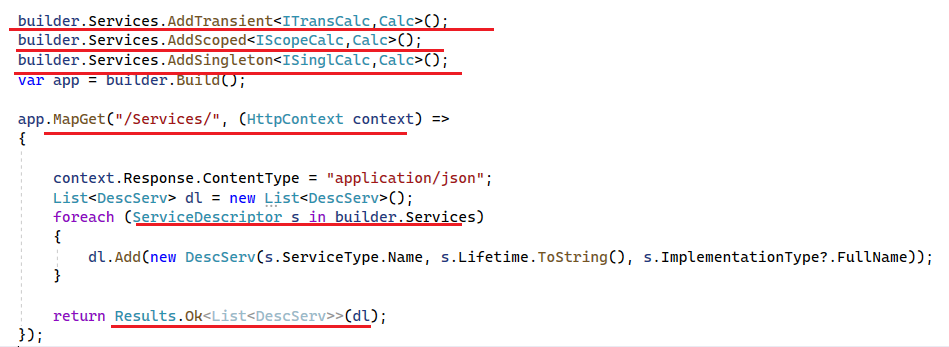 builder.Services.AddTransient<ITransCalc,Calc>();
builder.Services.AddScoped<IScopeCalc,Calc>();
builder.Services.AddSingleton<ISinglCalc,Calc>();
var app = builder.Build();
app.MapGet("/Services/", (HttpContext context) =>
{
context.Response.ContentType = "application/json";
List<DescServ> dl = new List<DescServ>();
foreach (ServiceDescriptor s in builder.Services)
{
dl.Add(new DescServ(s.ServiceType.Name, s.Lifetime.ToString(), s.ImplementationType?.FullName));
}
return Results.Ok<List<DescServ>>(dl);
});